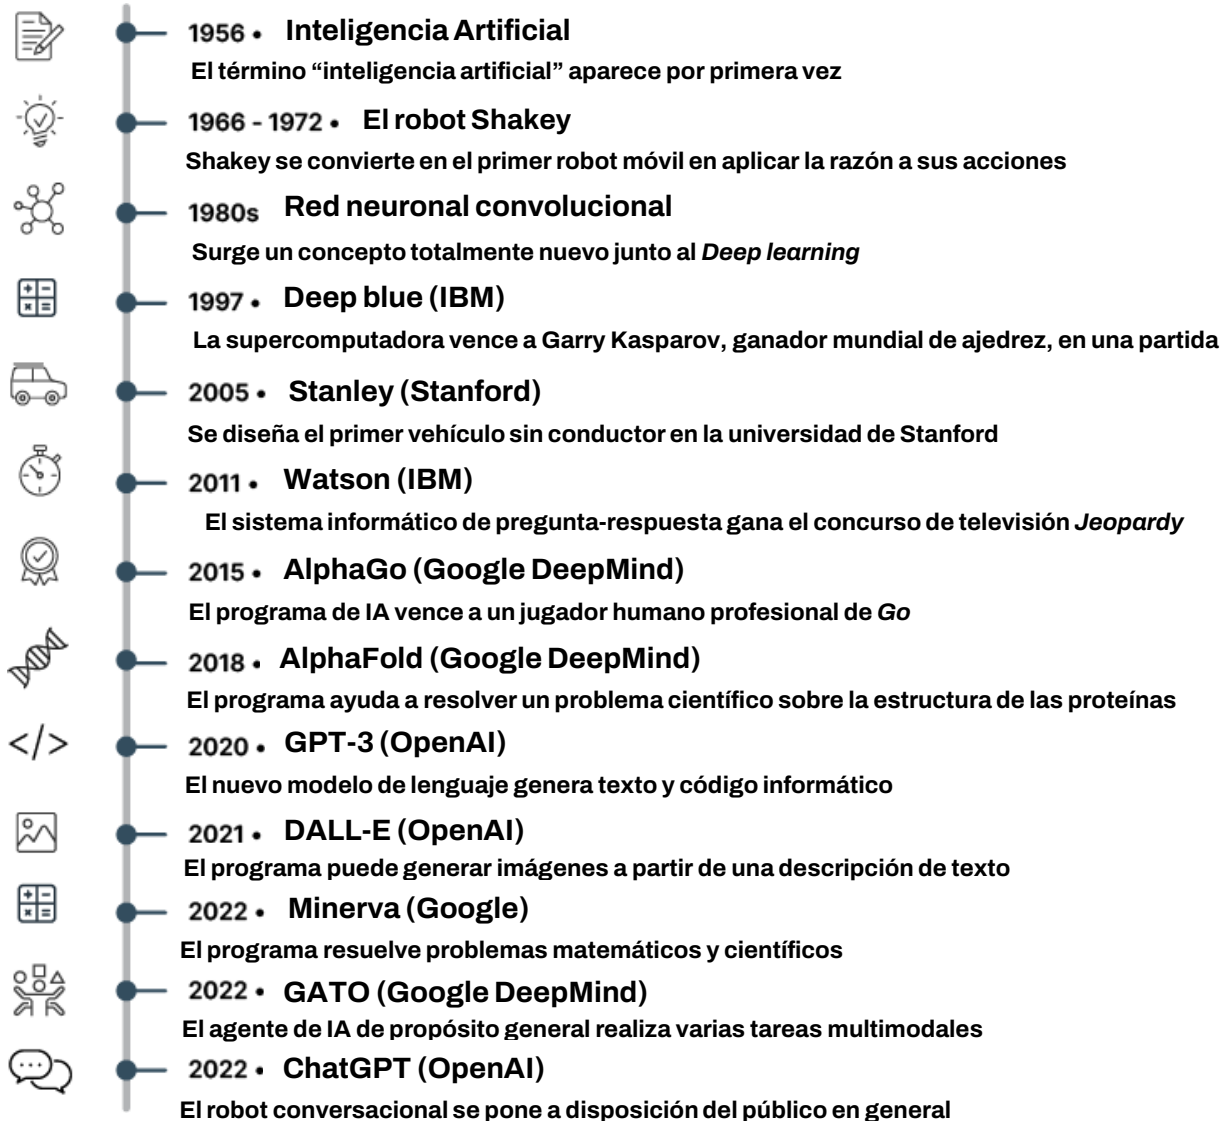 1956 • Inteligencia Artificial
El término “inteligencia artificial” aparece por primera vez
1966 - 1972 • El robot Shakey
Shakey se convierte en el primer robot móvil en aplicar la razón a sus acciones
1980s Red neuronal convolucional
Surge un concepto totalmente nuevo junto al Deep learning
1997 • Deep blue (IBM)
La supercomputadora vence a Garry Kasparov, ganador mundial de ajedrez, en una partida
2005 • Stanley (Stanford)
Se diseña el primer vehículo sin conductor en la universidad de Stanford
2011 • Watson (IBM)
El sistema informático de pregunta-respuesta gana el concurso de televisión Jeopardy
2015 • AlphaGo (Google DeepMind)
El programa de IA vence a un jugador humano profesional de Go
2018 • AlphaFold (Google DeepMind)
El programa ayuda a resolver un problema científico sobre la estructura de las proteínas
</> 2020 • GPT-3 (OpenAI)
El nuevo modelo de lenguaje genera texto y código informático
2021 • DALL-E (OpenAI)
El programa puede generar imágenes a partir de una descripción de texto
2022 • Minerva (Google)
El programa resuelve problemas matemáticos y científicos
2022 • GATO (Google DeepMind)
El agente de IA de propósito general realiza varias tareas multimodales
2022 • ChatGPT (OpenAI)
El robot conversacional se pone a disposición del público en general